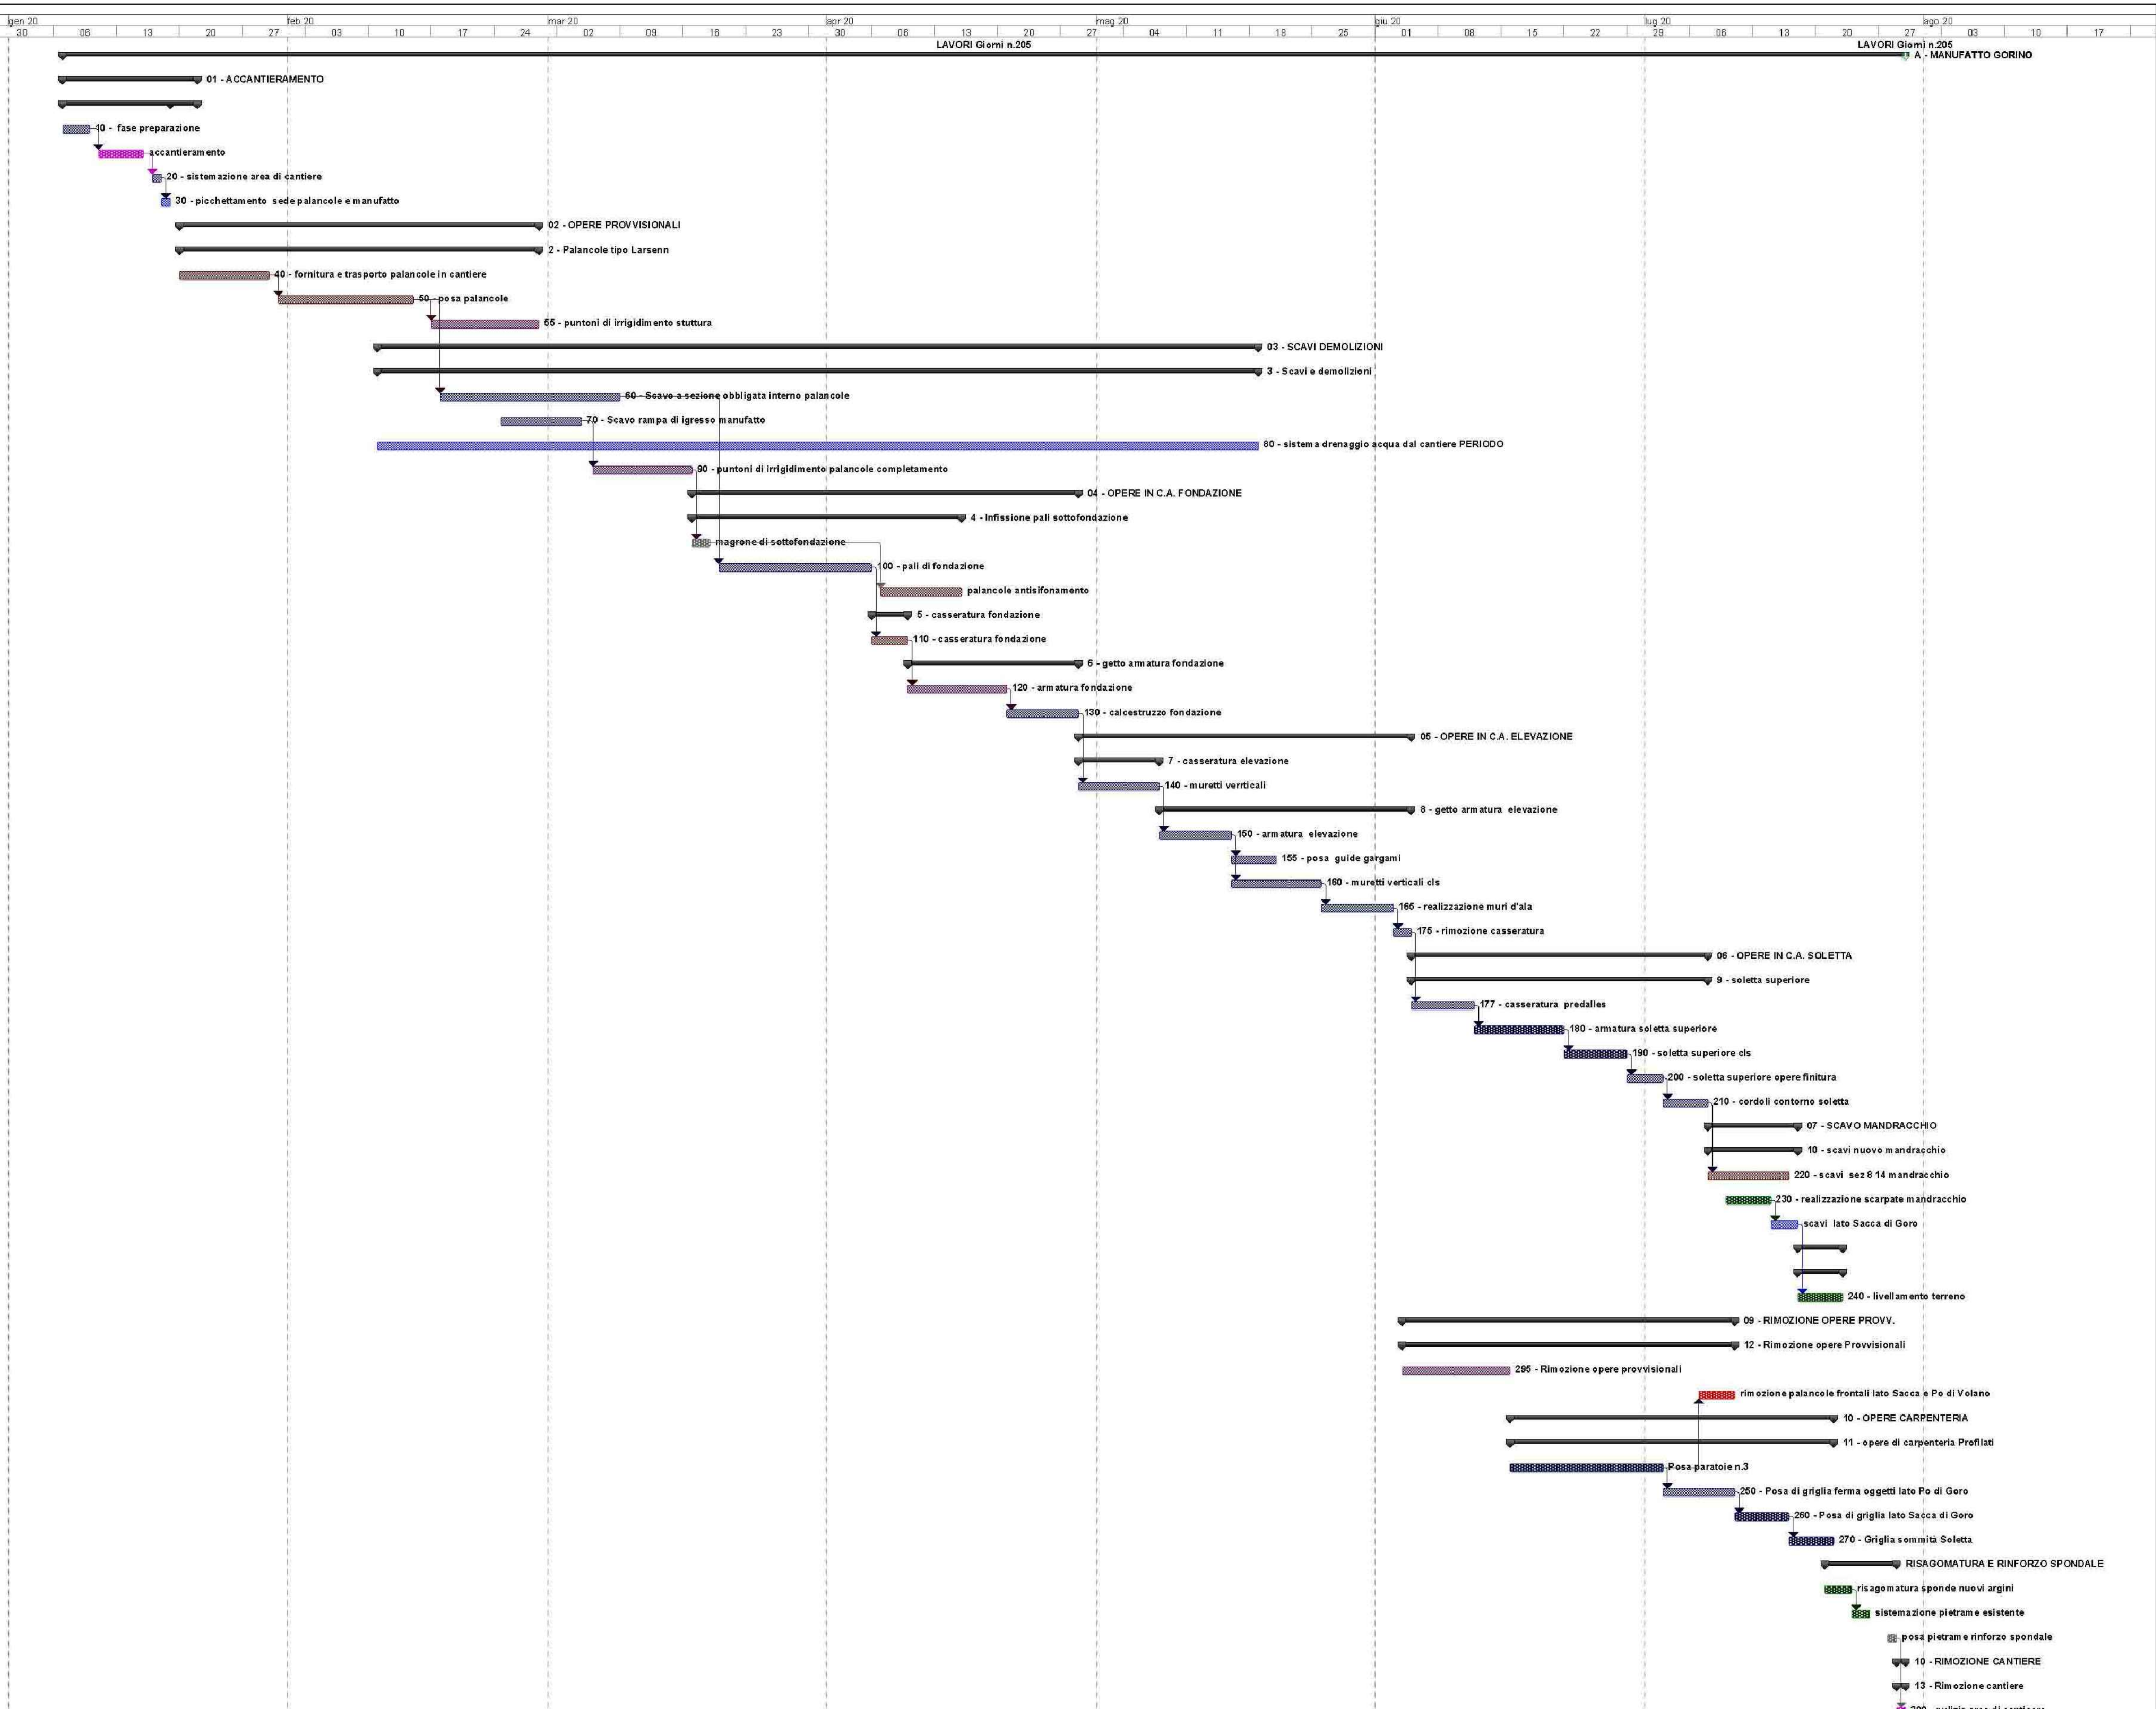 gen 20 feb 20 mar 20 apr 20 mag 20 giu 20 lug 20 ago 20
30 06 13 20 27 03 10 17 24 02 09 16 23 30 06 13 20 27 04 11 18 25 01 08 15 22 29 06 13 20 27 03 10 17
LAVORI Giorni n.205 LAVORI Giorni n.205
A - MANUFATTO GORINO
01 - ACCANTIERAMENTO
10 - fase preparazione
accantieramento
20 - sistemazione area di cantiere
30 - picchettamento sede palancole e manufatto
02 - OPERE PROVVISIONALI
2 - Palancole tipo Larsenn
40 - fornitura e trasporto palancole in cantiere
50 - posa palancole
55 - puntoni di irrigidimento stuttura
03 - SCAVI DEMOLIZIONI
3 - Scavi e demolizioni
60 - Scavo a sezione obbligata interno palancole
70 - Scavo rampa di igresso manufatto
80 - sistema drenaggio acqua dal cantiere PERIODO
90 - puntoni di irrigidimento palancole completamento
04 - OPERE IN C.A. FONDAZIONE
4 - Infissione pali sottofondazione
magrone di sottofondazione
100 - pali di fondazione
palancole antisifonamento
5 - casseratura fondazione
110 - casseratura fondazione
6 - getto armatura fondazione
120 - armatura fondazione
130 - calcestruzzo fondazione
05 - OPERE IN C.A. ELEVAZIONE
7 - casseratura elevazione
140 - muretti verrticali
8 - getto armatura elevazione
150 - armatura elevazione
155 - posa guide gargami
160 - muretti verticali cls
165 - realizzazione muri d'ala
175 - rimozione casseratura
06 - OPERE IN C.A. SOLETTA
9 - soletta superiore
177 - casseratura predalles
180 - armatura soletta superiore
190 - soletta superiore cls
200 - soletta superiore opere finitura
210 - cordoli contorno soletta
07 - SCAVO MANDRACCHIO
10 - scavi nuovo mandracchio
220 - scavi sez 8 14 mandracchio
230 - realizzazione scarpate mandracchio
scavi lato Sacca di Goro
240 - livellamento terreno
09 - RIMOZIONE OPERE PROVV.
12 - Rimozione opere Provvisionali
295 - Rimozione opere provvisionali
rimozione palancole frontali lato Sacca e Po di Volano
10 - OPERE CARPENTERIA
11 - opere di carpenteria Profilati
Posa paratoie n.3
250 - Posa di griglia ferma oggetti lato Po di Goro
260 - Posa di griglia lato Sacca di Goro
270 - Griglia sommità Soletta
RISAGOMATURA E RINFORZO SPONDALE
risagomatura sponde nuovi argini
sistemazione pietrame esistente
posa pietrame rinforzo spondale
10 - RIMOZIONE CANTIERE
13 - Rimozione cantiere